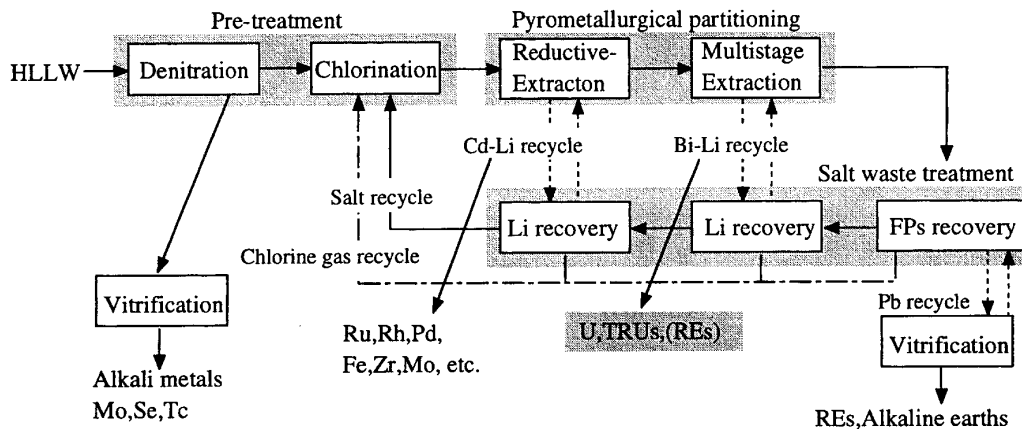 Pre-treatment
Pyrometallurgical partitioning
HLLW
Denitration
Chlorination
Reductive-
Extracton
Multistage
Extraction
Cd-Li recycle
Bi-Li recycle
Salt waste treatment
Salt recycle
Li recovery
Li recovery
FPs recovery
Chlorine gas recycle
Vitrification
Pb recycle
Ru,Rh,Pd,
Fe,Zr,Mo, etc.
U,TRUs,(REs)
Vitrification
Alkali metals
Mo,Se,Tc
REs,Alkaline earths